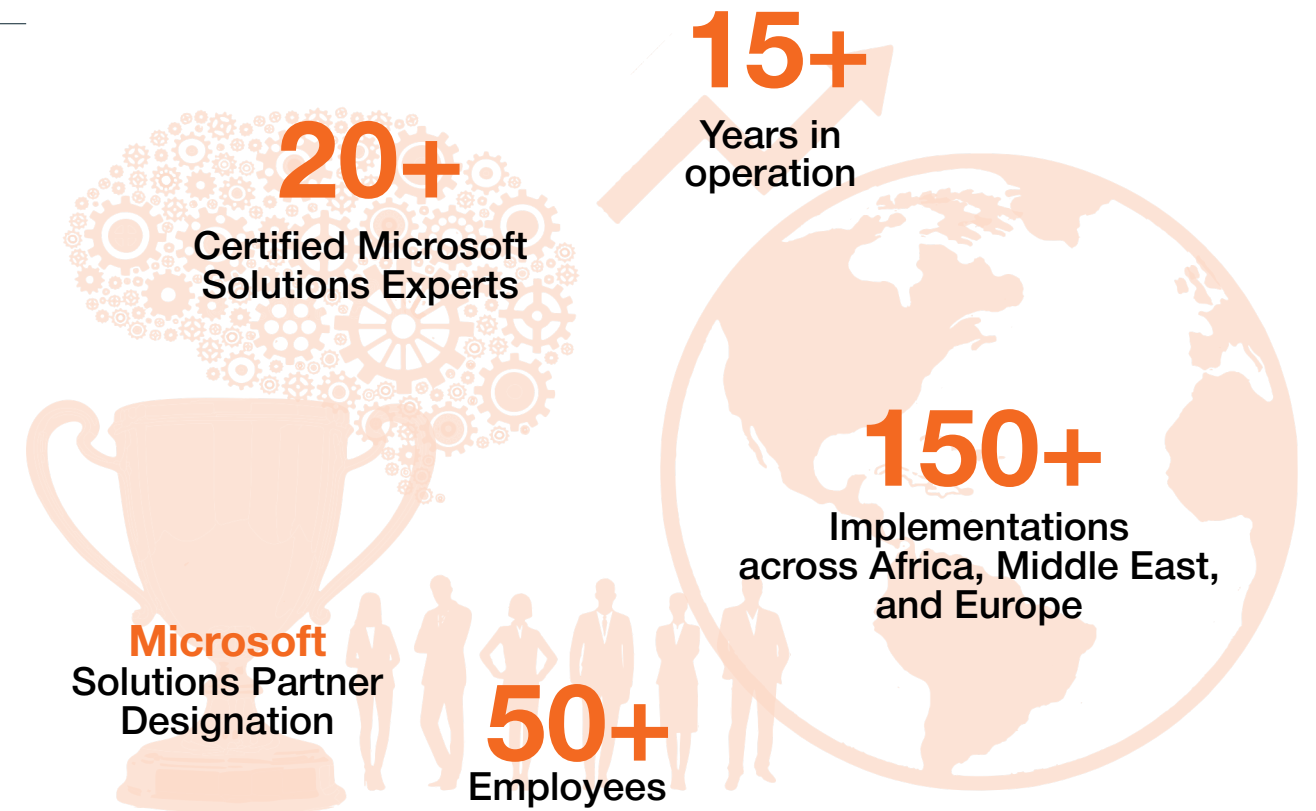 15+
Years in
operation
20+
Certified Microsoft
Solutions Experts
150+
Implementations
across Africa, Middle East,
and Europe
Microsoft
Solutions Partner
Designation
50+
Employees